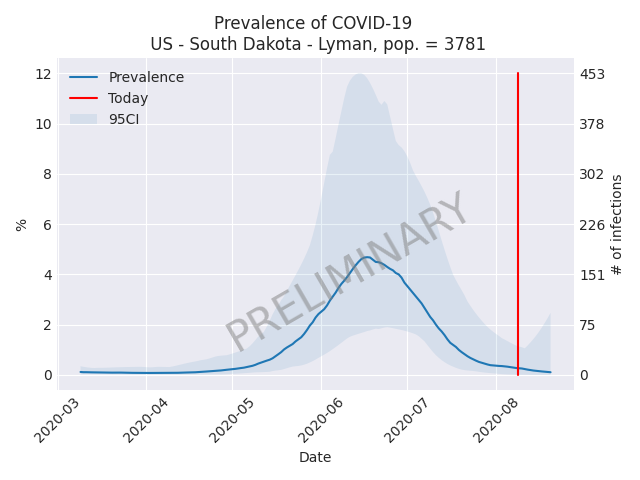 Prevalence of COVID-19
US - South Dakota - Lyman, pop. = 3781
Prevalence
Today
95CI
12
10
8
6
4
2
0
%
453
378
302
226
151
75
0
# of infections
PRELIMINARY
2020-03
2020-04
2020-05
2020-06
2020-07
2020-08
Date